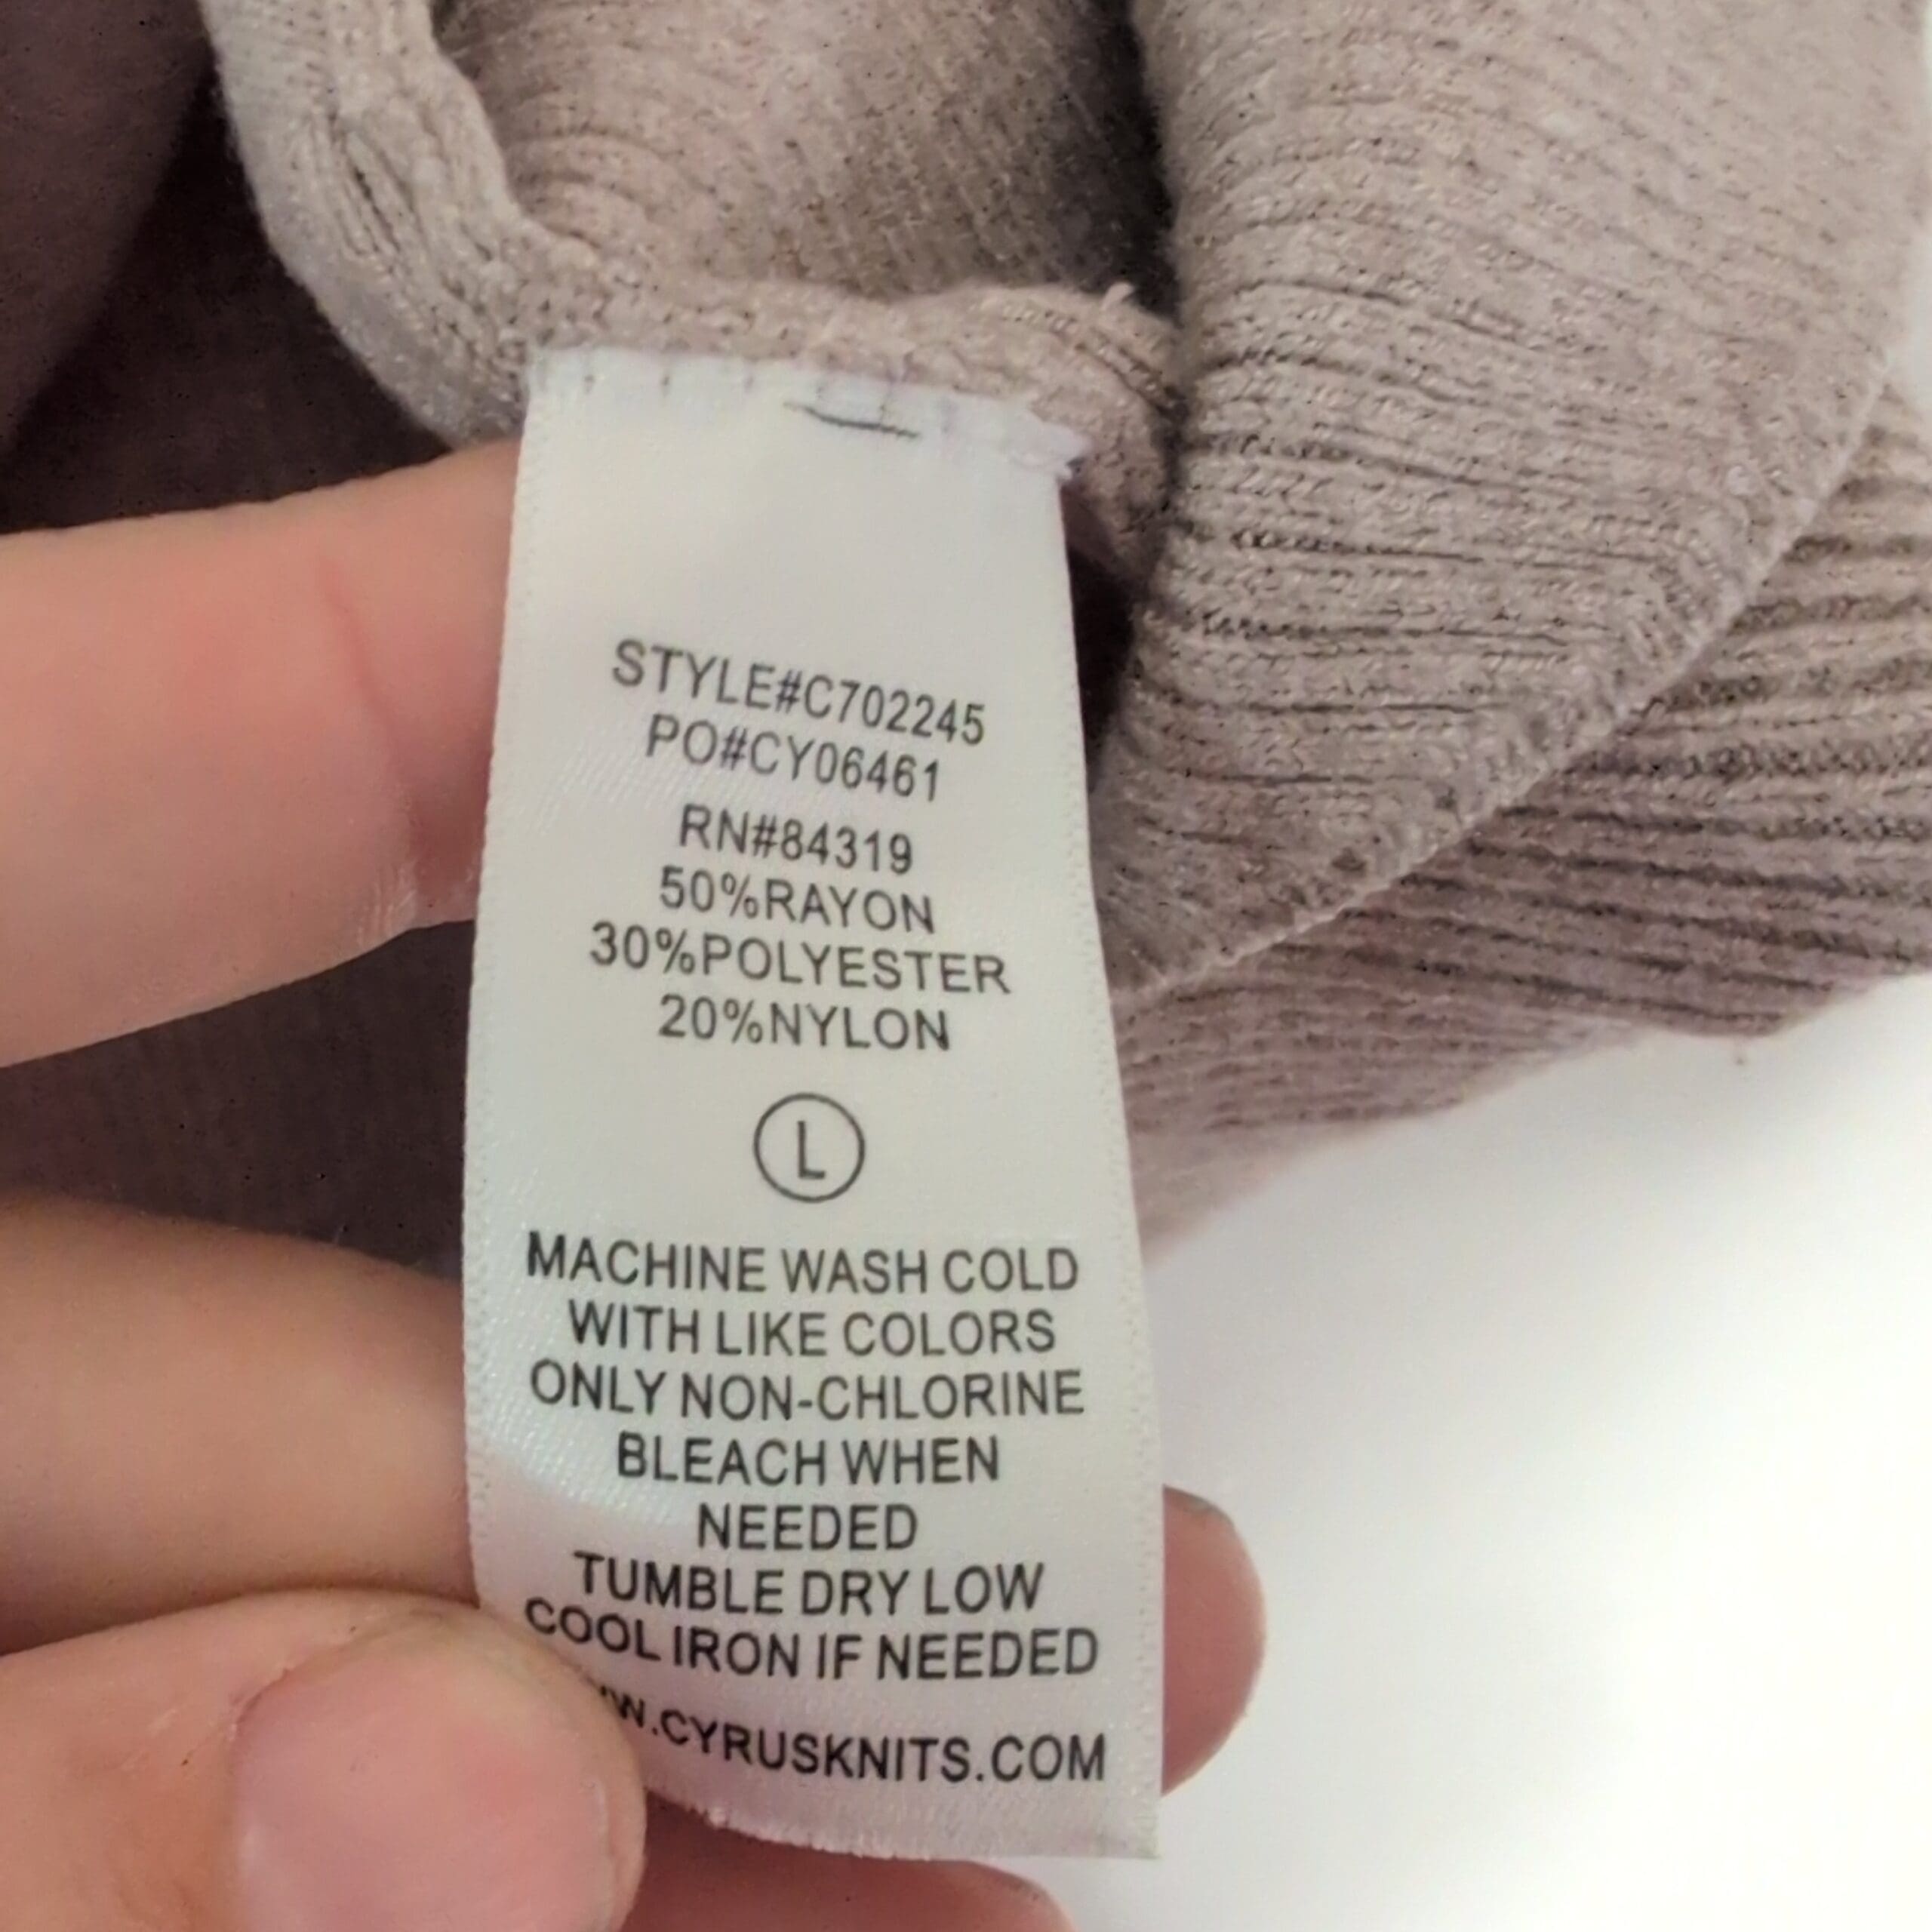 STYLE#C702245
PO#CY06461
RN#84319
50%RAYON
30%POLYESTER
20%NYLON
L
MACHINE WASH COLD
WITH LIKE COLORS
ONLY NON-CHLORINE
BLEACH WHEN
NEEDED
TUMBLE DRY LOW
COOL IRON IF NEEDED
W.CYRUSKNITS.COM